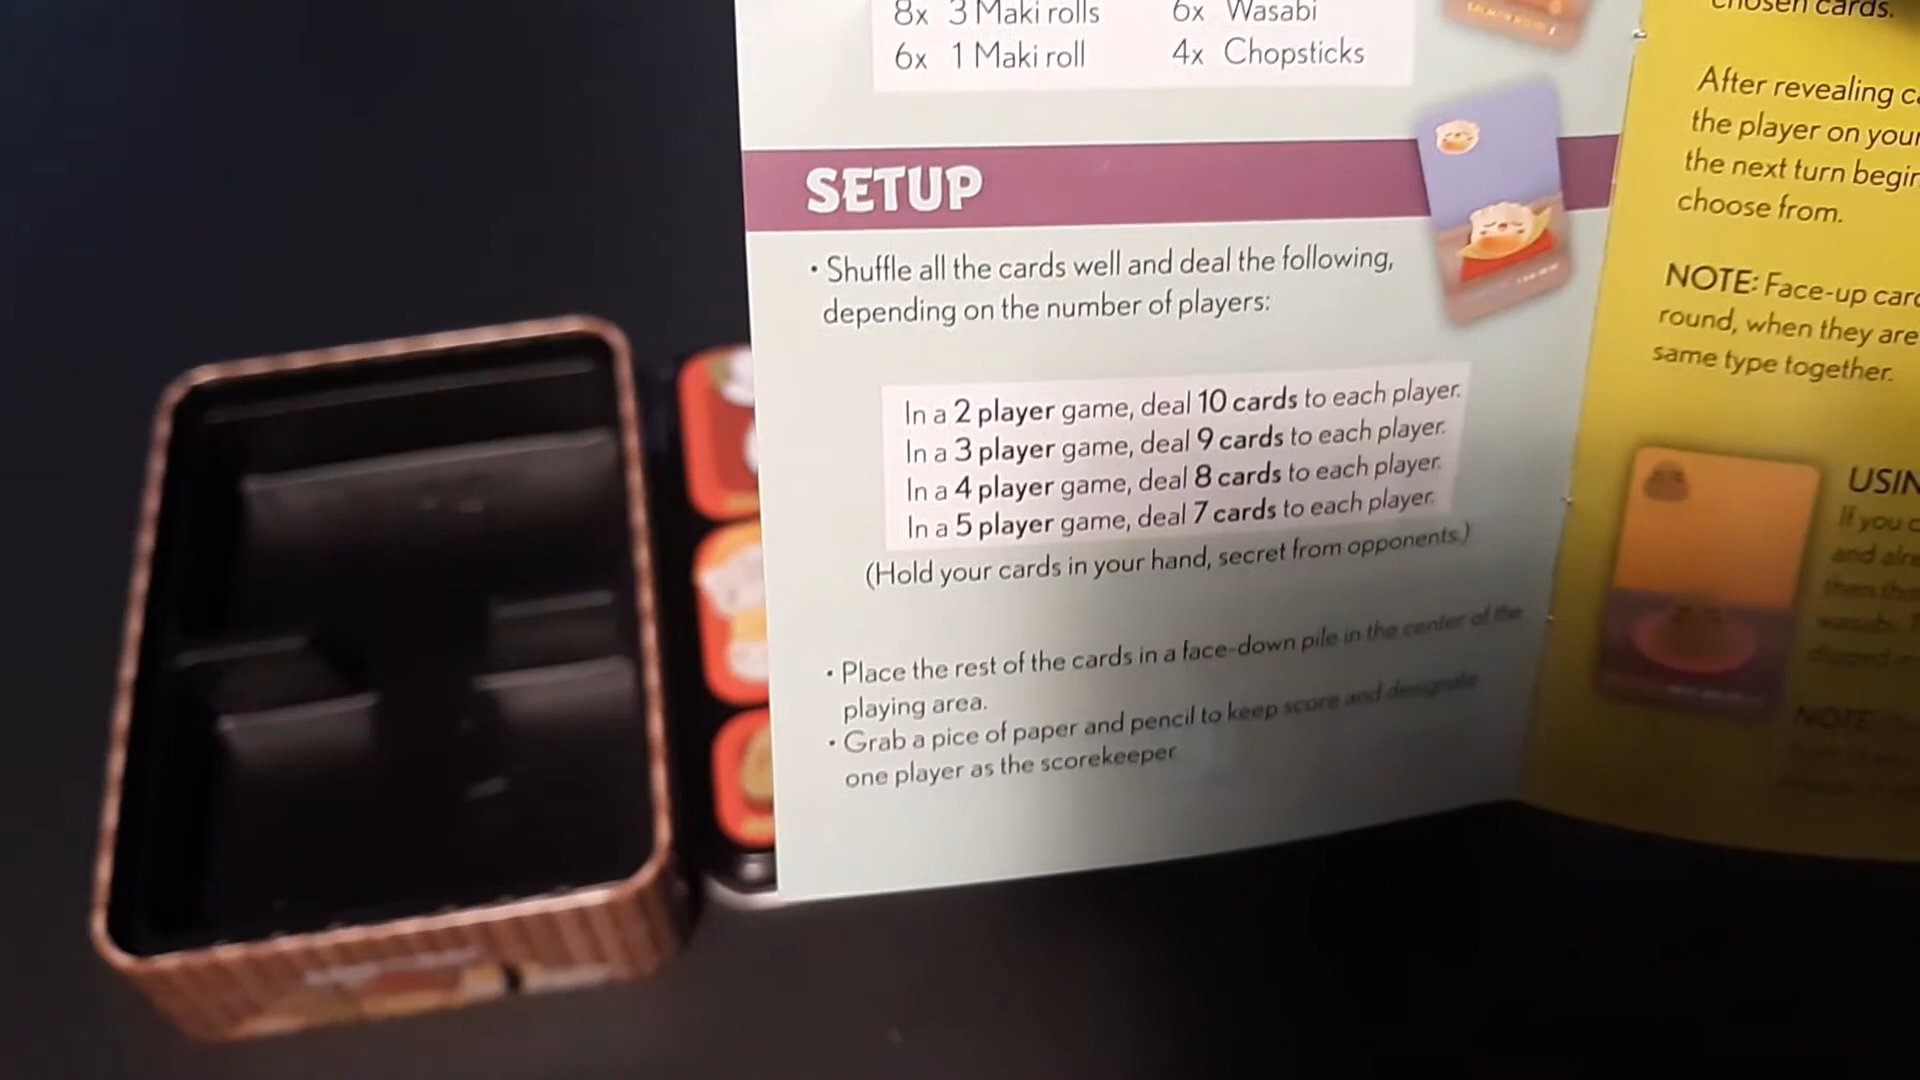 8x 3 Maki rolls
6x Wasabi
6x 1 Maki roll
4x Chopsticks
SETUP
• Shuffle all the cards well and deal the following,
depending on the number of players:
In a 2 player game, deal 10 cards to each player.
In a 3 player game, deal 9 cards to each player.
In a 4 player game, deal 8 cards to each player.
In a 5 player game, deal 7 cards to each player.
(Hold your cards in your hand, secret from opponents.)
• Place the rest of the cards in a face-down pile in the center of the
playing area.
• Grab a pice of paper and pencil to keep score and designate
one player as the scorekeeper
chosen cards.
After revealing
the player on your
the next turn begin
choose from.
NOTE: Face-up
round, when they are
same type together.
USIN
If you
and
NOTE